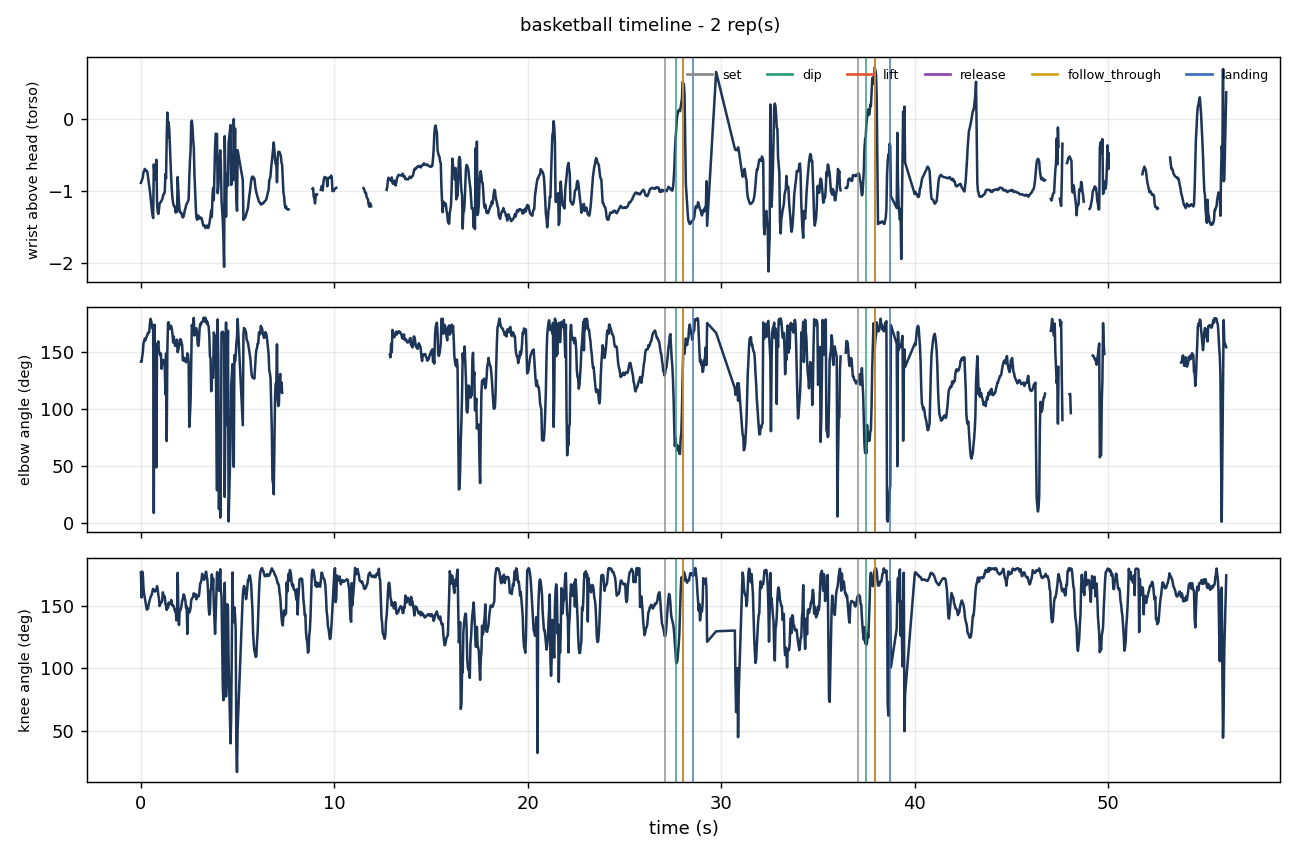 basketball timeline - 2 rep(s)
set dip lift release follow_through landing
wrist above head (torso)
0
−1
−2
elbow angle (deg)
150
100
50
0
knee angle (deg)
150
100
50
0 10 20 30 40 50
time (s)